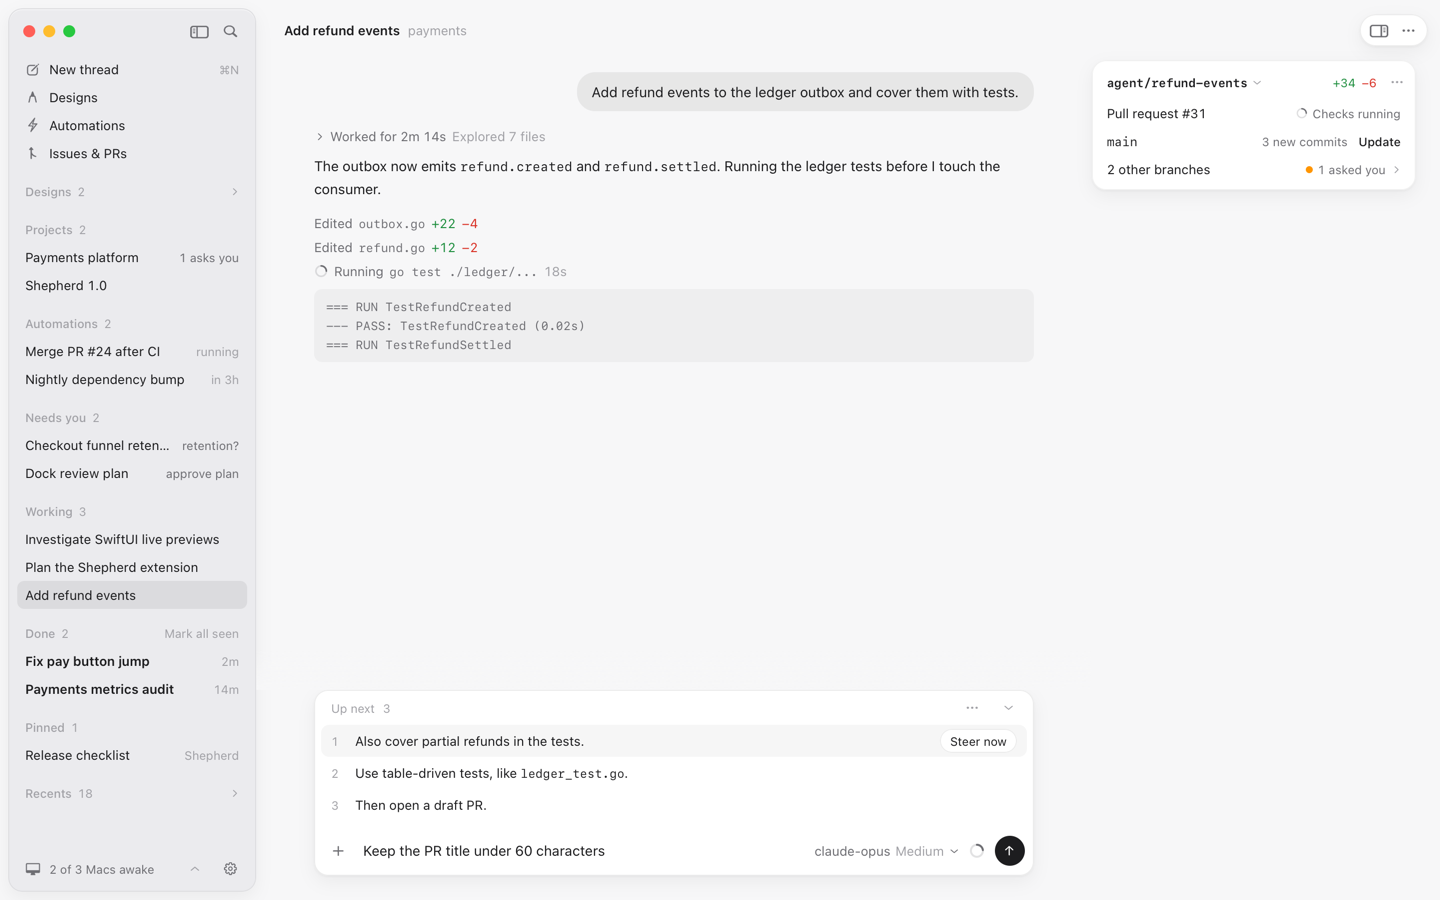 New thread ⌘N
Designs
Automations
Issues & PRs
Designs 2
Projects 2
Payments platform 1 asks you
Shepherd 1.0
Automations 2
Merge PR #24 after CI running
Nightly dependency bump in 3h
Needs you 2
Checkout funnel reten... retention?
Dock review plan approve plan
Working 3
Investigate SwiftUI live previews
Plan the Shepherd extension
Add refund events
Done 2 Mark all seen
Fix pay button jump 2m
Payments metrics audit 14m
Pinned 1
Release checklist Shepherd
Recents 18
2 of 3 Macs awake
Add refund events payments
Add refund events to the ledger outbox and cover them with tests.
Worked for 2m 14s Explored 7 files
The outbox now emits refund.created and refund.settled. Running the ledger tests before I touch the
consumer.
Edited outbox.go +22 −4
Edited refund.go +12 −2
Running go test ./ledger/... 18s
=== RUN TestRefundCreated
--- PASS: TestRefundCreated (0.02s)
=== RUN TestRefundSettled
Up next 3
1 Also cover partial refunds in the tests. Steer now
2 Use table-driven tests, like ledger_test.go.
3 Then open a draft PR.
Keep the PR title under 60 characters claude-opus Medium
agent/refund-events +34 −6
Pull request #31 Checks running
main 3 new commits Update
2 other branches 1 asked you